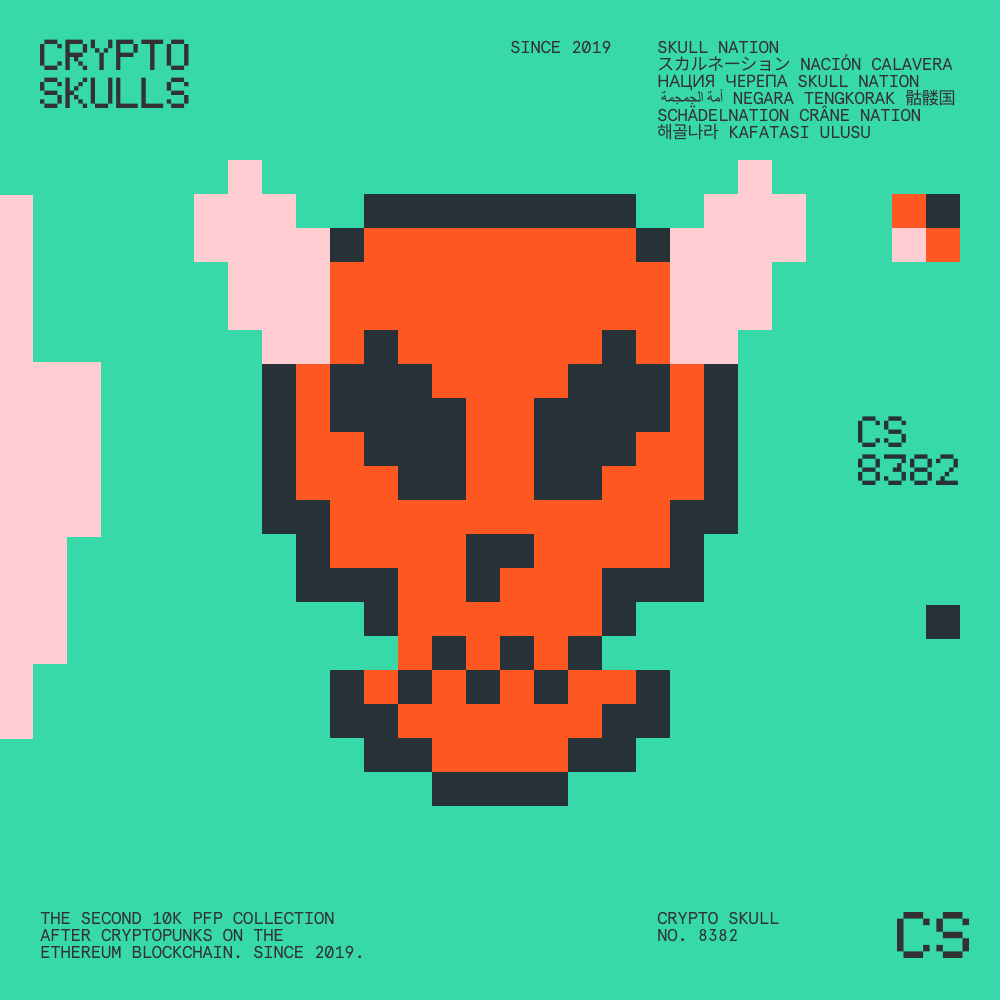 CRYPTO
SKULLS
SINCE 2019
SKULL NATION
スカルネーション NACIÓN CALAVERA
НАЦИЯ ЧЕРЕПА SKULL NATION
أمة الجمجمة NEGARA TENGKORAK 骷髅国
SCHÄDELNATION CRÂNE NATION
해골나라 KAFATASI ULUSU
CS
8382
THE SECOND 10K PFP COLLECTION
AFTER CRYPTOPUNKS ON THE
ETHEREUM BLOCKCHAIN. SINCE 2019.
CRYPTO SKULL
NO. 8382
CS